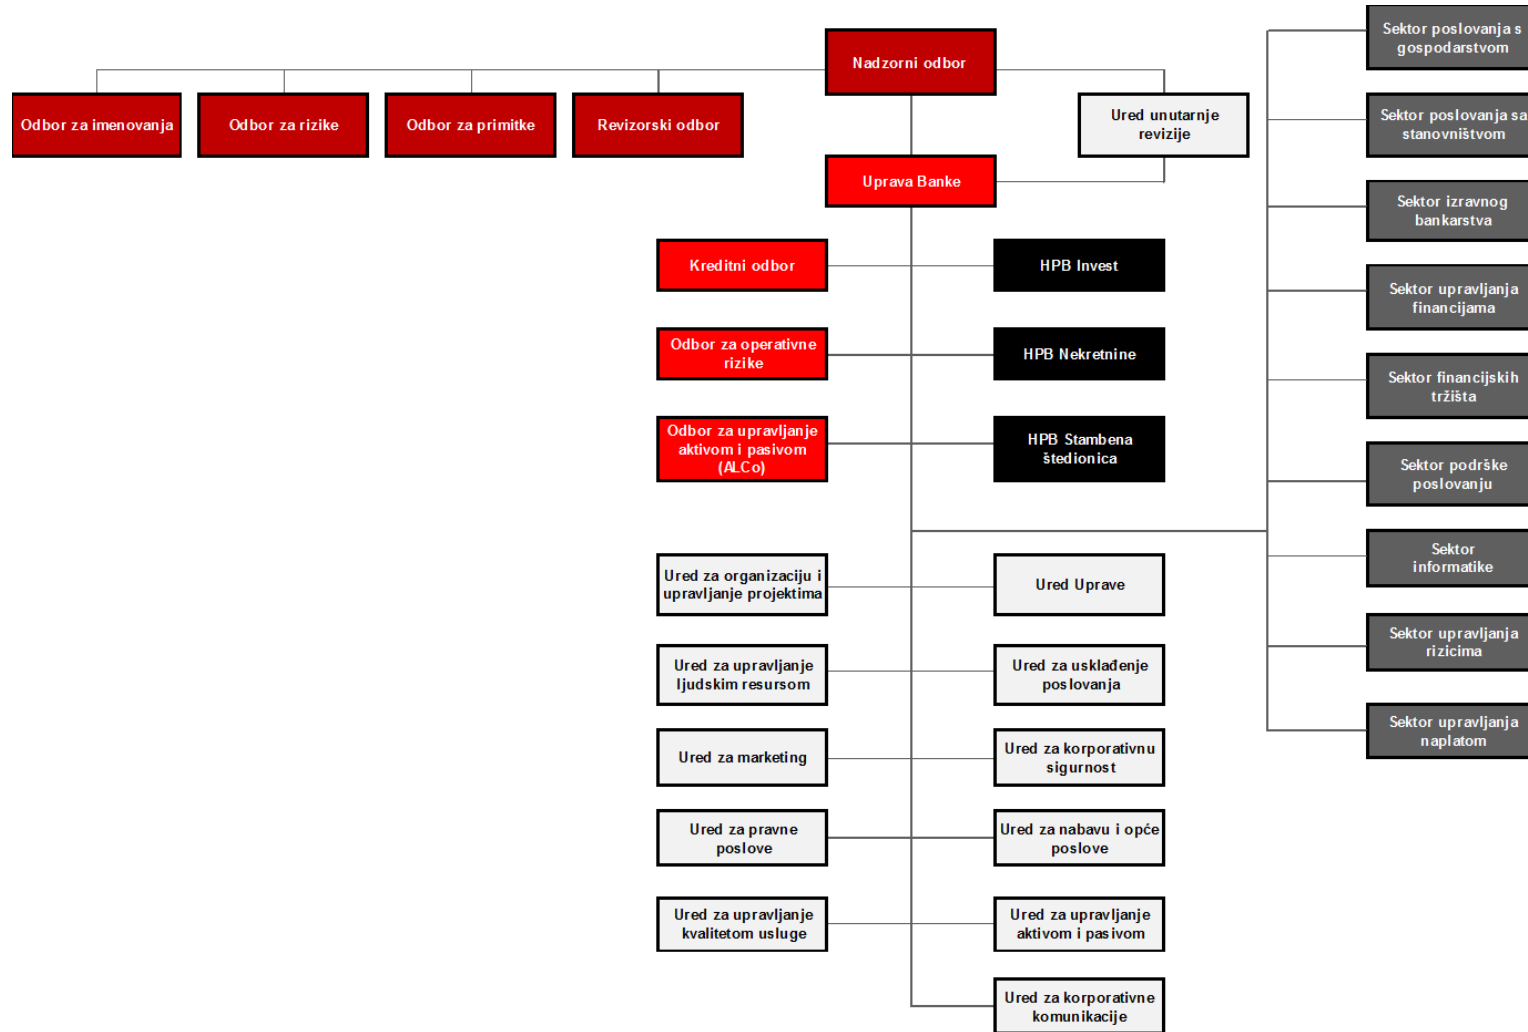 Nadzorni odbor
Odbor za imenovanja
Odbor za rizike
Odbor za primitke
Revizorski odbor
Ured unutarnje
revizije
Uprava Banke
Kreditni odbor
HPB Invest
Odbor za operativne
rizike
HPB Nekretnine
Odbor za upravljanje
aktivom i pasivom
(ALCo)
HPB Stambena
štedionica
Ured za organizaciju i
upravljanje projektima
Ured Uprave
Ured za upravljanje
ljudskim resursom
Ured za usklađenje
poslovanja
Ured za marketing
Ured za korporativnu
sigurnost
Ured za pravne
poslove
Ured za nabavu i opće
poslove
Ured za upravljanje
kvalitetom usluge
Ured za upravljanje
aktivom i pasivom
Ured za korporativne
komunikacije
Sektor poslovanja s
gospodarstvom
Sektor poslovanja sa
stanovništvom
Sektor izravnog
bankarstva
Sektor upravljanja
financijama
Sektor financijskih
tržišta
Sektor podrške
poslovanju
Sektor
informatike
Sektor upravljanja
rizicima
Sektor upravljanja
naplatom